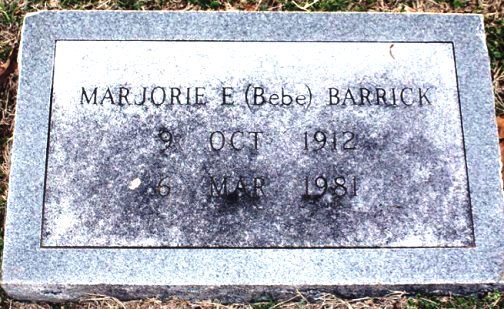 MARJORIE E (Bebe) BARRICK
9 OCT 1912
6 MAR 1981